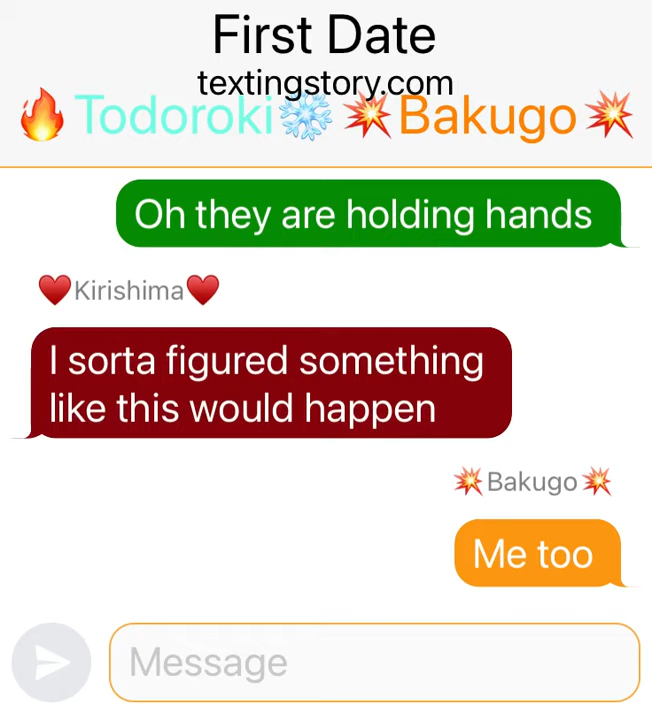 First Date
textingstory.com
🔥Todoroki❄️💥Bakugo💥
Oh they are holding hands
♥️Kirishima♥️
I sorta figured something
like this would happen
💥Bakugo💥
Me too
Message